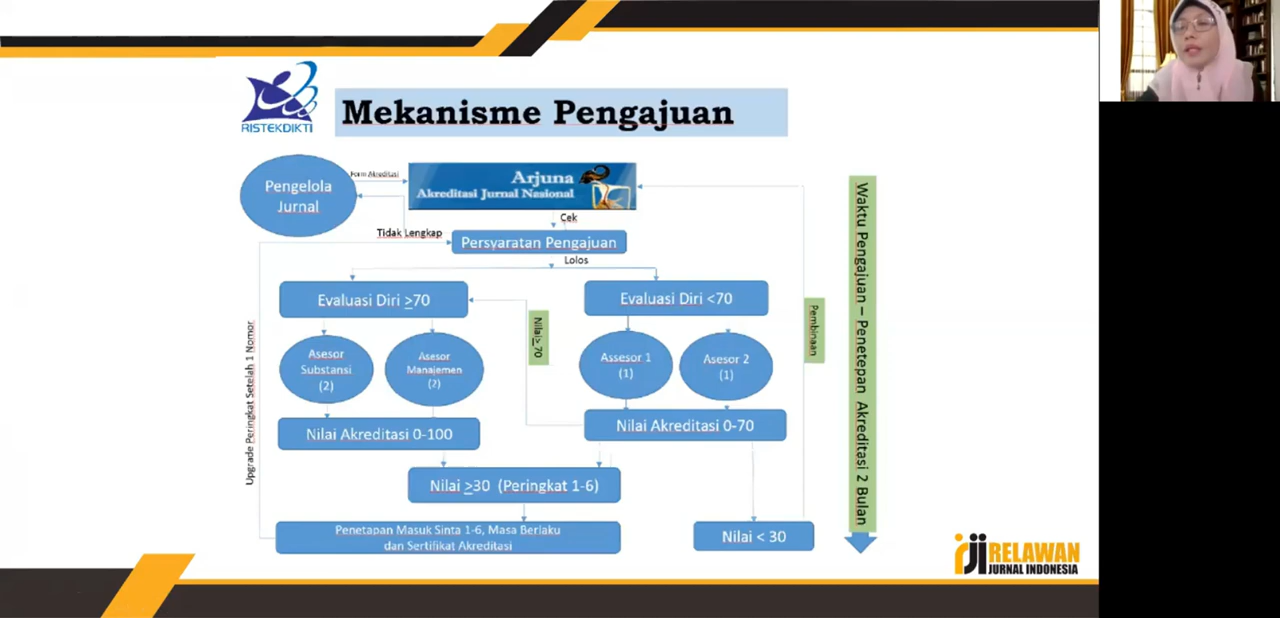 RISTEKDIKTI
Mekanisme Pengajuan
Pengelola
Jurnal
Form Akreditasi
Arjuna
Akreditasi Jurnal Nasional
Cek
Tidak Lengkap
Persyaratan Pengajuan
Lolos
Evaluasi Diri >70
Evaluasi Diri <70
Nilai>70
Asesor
Substansi
(2)
Asesor
Manajemen
(2)
Assesor 1
(1)
Asesor 2
(1)
Nilai Akreditasi 0-100
Nilai Akreditasi 0-70
Nilai >30 (Peringkat 1-6)
Penetapan Masuk Sinta 1-6, Masa Berlaku
dan Sertifikat Akreditasi
Nilai < 30
Upgrade Peringkat Setelah 1 Nomor
Pembinaan
Waktu Pengajuan – Penetepan Akreditasi 2 Bulan
rji RELAWAN
JURNAL INDONESIA